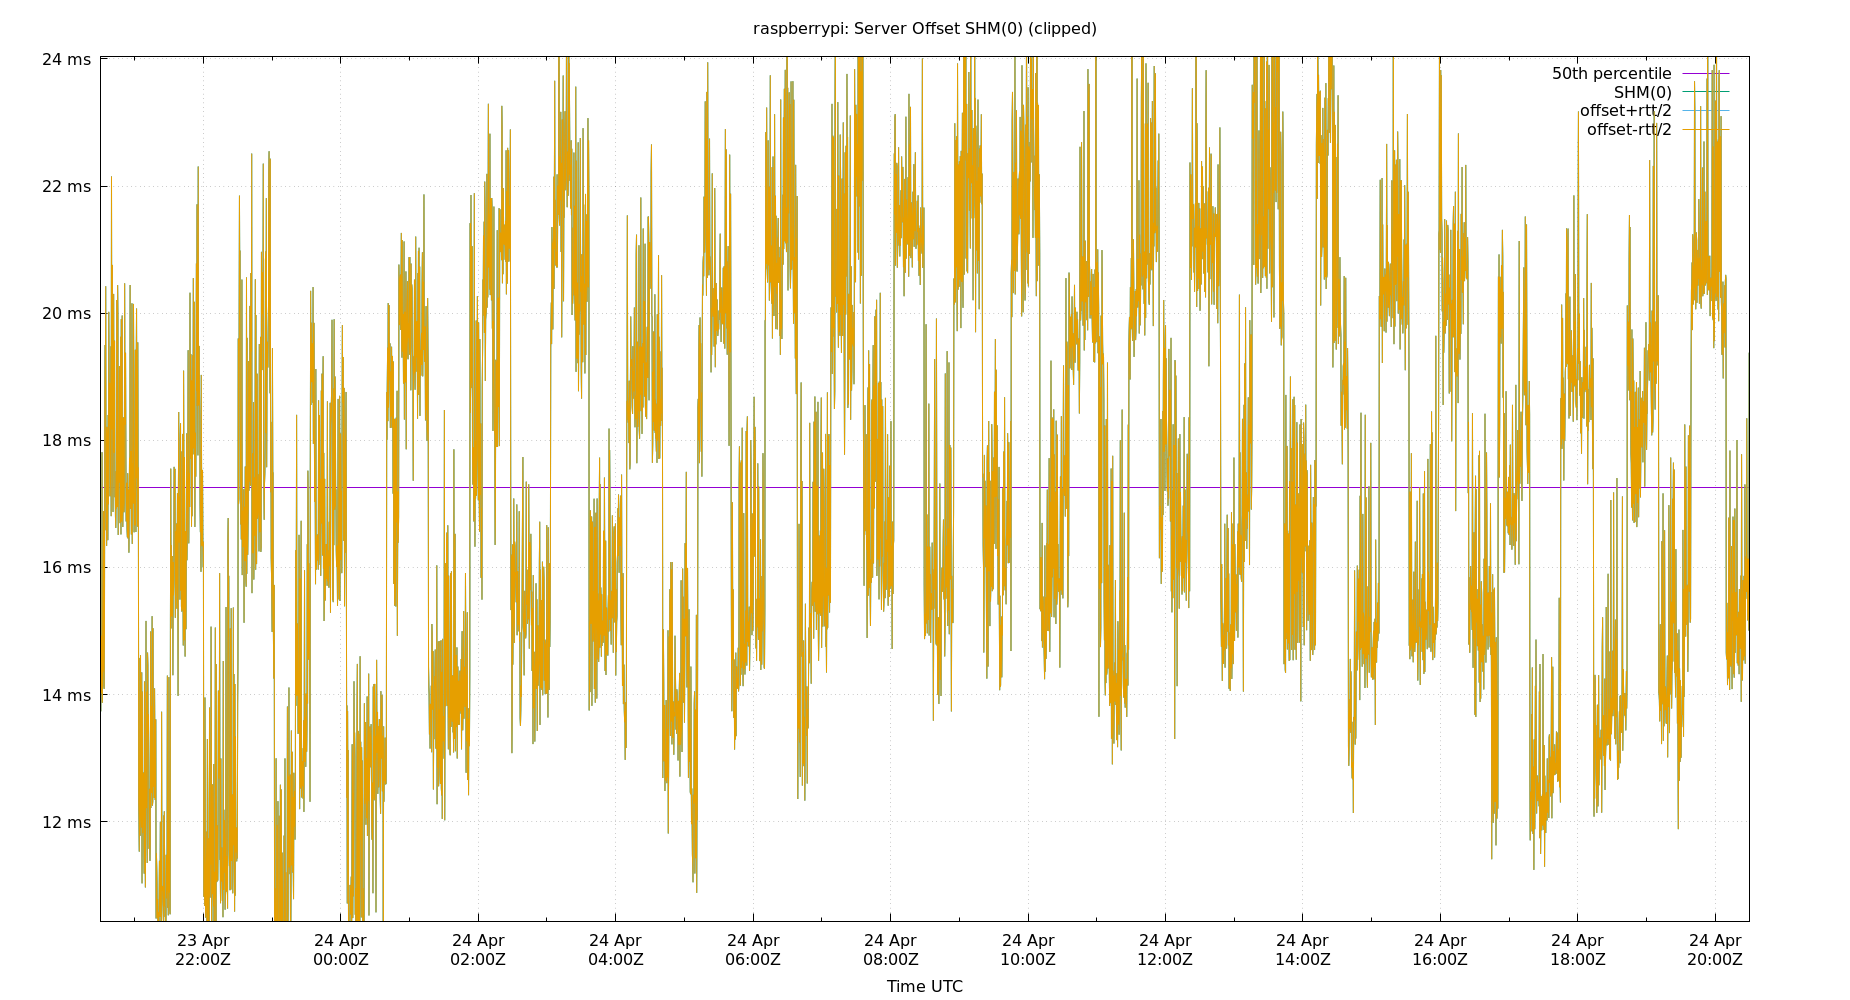 raspberrypi: Server Offset SHM(0) (clipped)
24 ms
22 ms
20 ms
18 ms
16 ms
14 ms
12 ms
50th percentile
SHM(0)
offset+rtt/2
offset-rtt/2
23 Apr 24 Apr 24 Apr 24 Apr 24 Apr 24 Apr 24 Apr 24 Apr 24 Apr 24 Apr 24 Apr 24 Apr
22:00Z 00:00Z 02:00Z 04:00Z 06:00Z 08:00Z 10:00Z 12:00Z 14:00Z 16:00Z 18:00Z 20:00Z
Time UTC